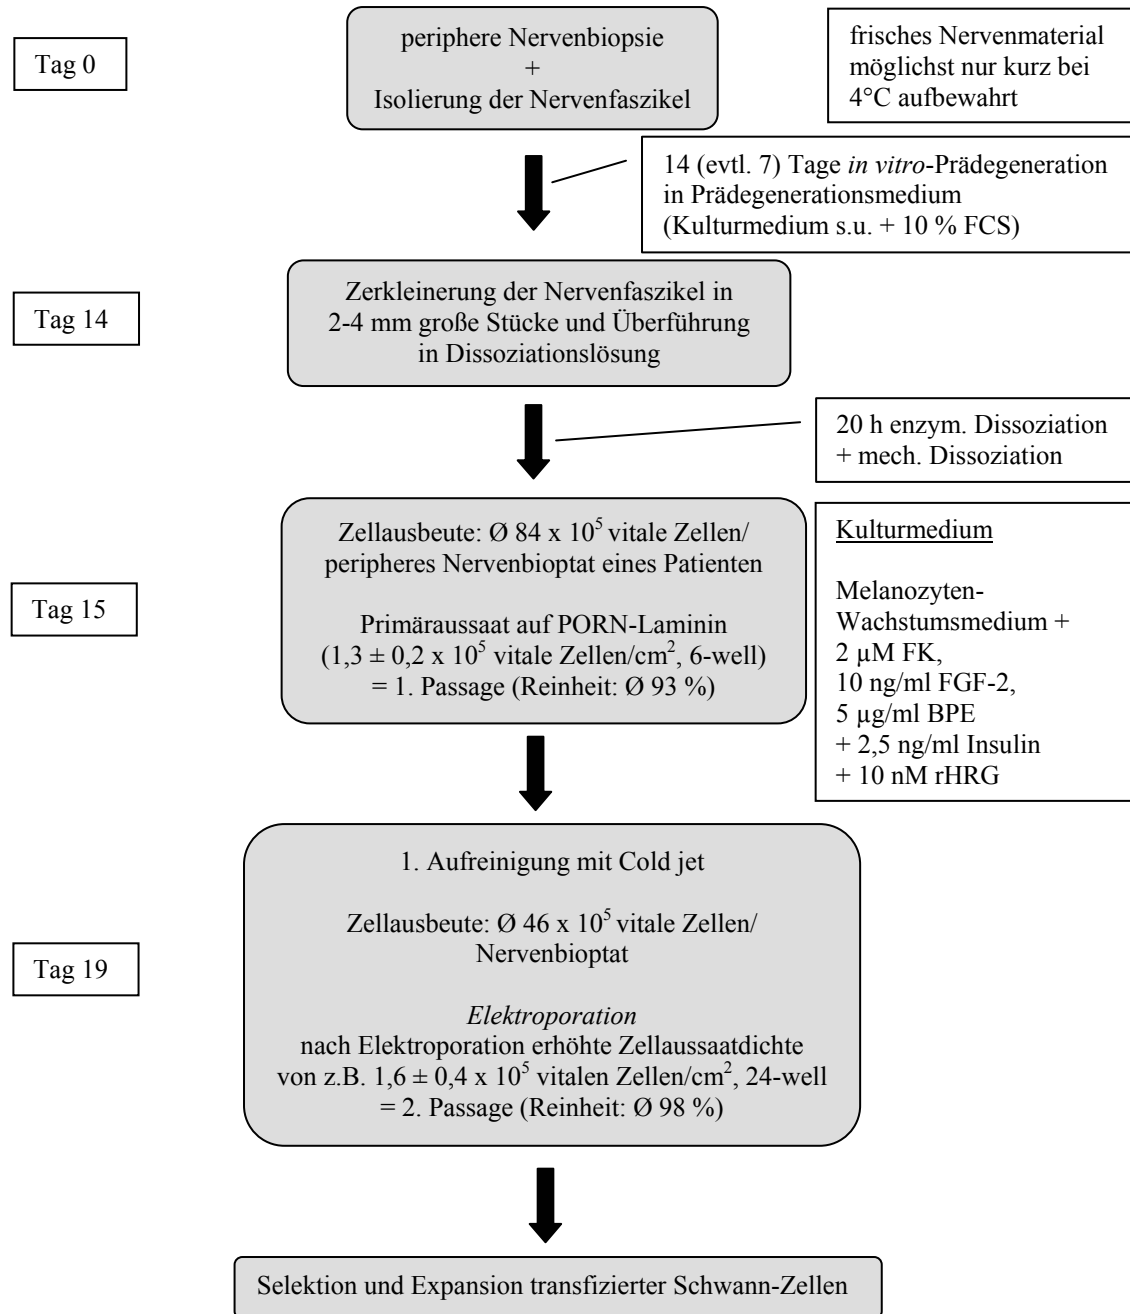 Tag 0
periphere Nervenbiopsie
+
Isolierung der Nervenfaszikel
frisches Nervenmaterial
möglichst nur kurz bei
4°C aufbewahrt
14 (evtl. 7) Tage in vitro-Prädegeneration
in Prädegenerationsmedium
(Kulturmedium s.u. + 10 % FCS)
Tag 14
Zerkleinerung der Nervenfaszikel in
2-4 mm große Stücke und Überführung
in Dissoziationslösung
20 h enzym. Dissoziation
+ mech. Dissoziation
Tag 15
Zellausbeute: Ø 84 x 10⁵ vitale Zellen/
peripheres Nervenbioptat eines Patienten
Primäraussaat auf PORN-Laminin
(1,3 ± 0,2 x 10⁵ vitale Zellen/cm², 6-well)
= 1. Passage (Reinheit: Ø 93 %)
Kulturmedium
Melanozyten-
Wachstumsmedium +
2 µM FK,
10 ng/ml FGF-2,
5 µg/ml BPE
+ 2,5 ng/ml Insulin
+ 10 nM rHRG
Tag 19
1. Aufreinigung mit Cold jet
Zellausbeute: Ø 46 x 10⁵ vitale Zellen/
Nervenbioptat
Elektroporation
nach Elektroporation erhöhte Zellaussaatdichte
von z.B. 1,6 ± 0,4 x 10⁵ vitalen Zellen/cm², 24-well
= 2. Passage (Reinheit: Ø 98 %)
Selektion und Expansion transfizierter Schwann-Zellen